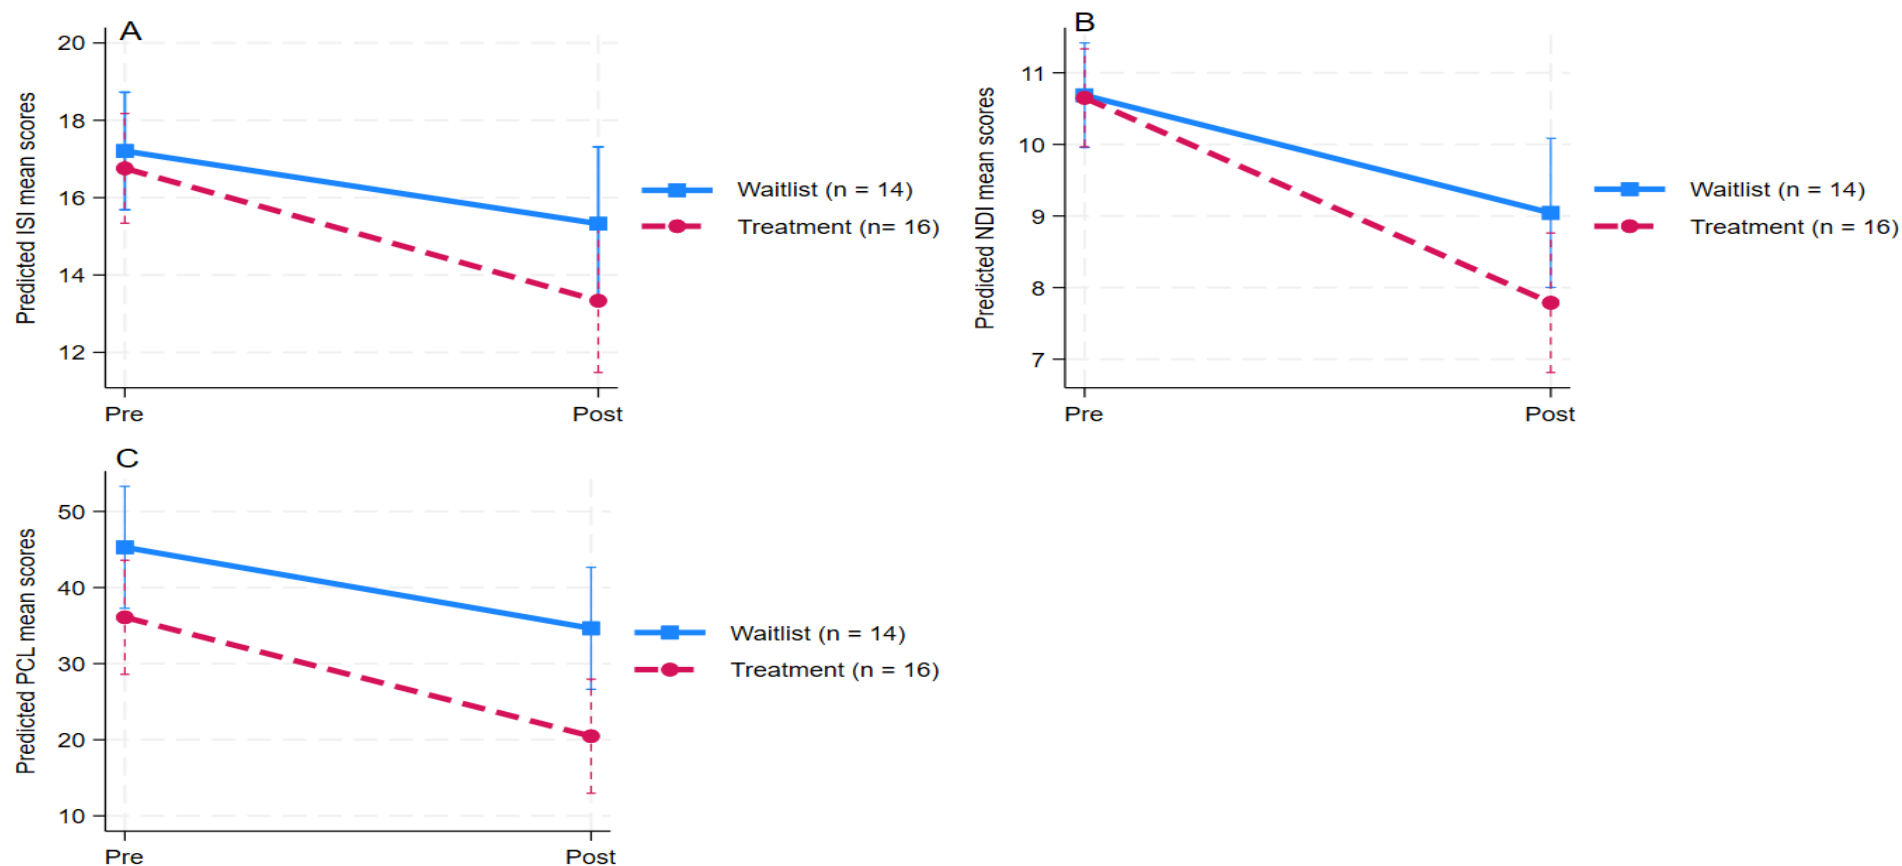 A
Predicted ISI mean scores
20
18
16
14
12
Pre
Post
Waitlist (n = 14)
Treatment (n= 16)
B
Predicted NDI mean scores
11
10
9
8
7
Pre
Post
Waitlist (n = 14)
Treatment (n = 16)
C
Predicted PCL mean scores
50
40
30
20
10
Pre
Post
Waitlist (n = 14)
Treatment (n = 16)